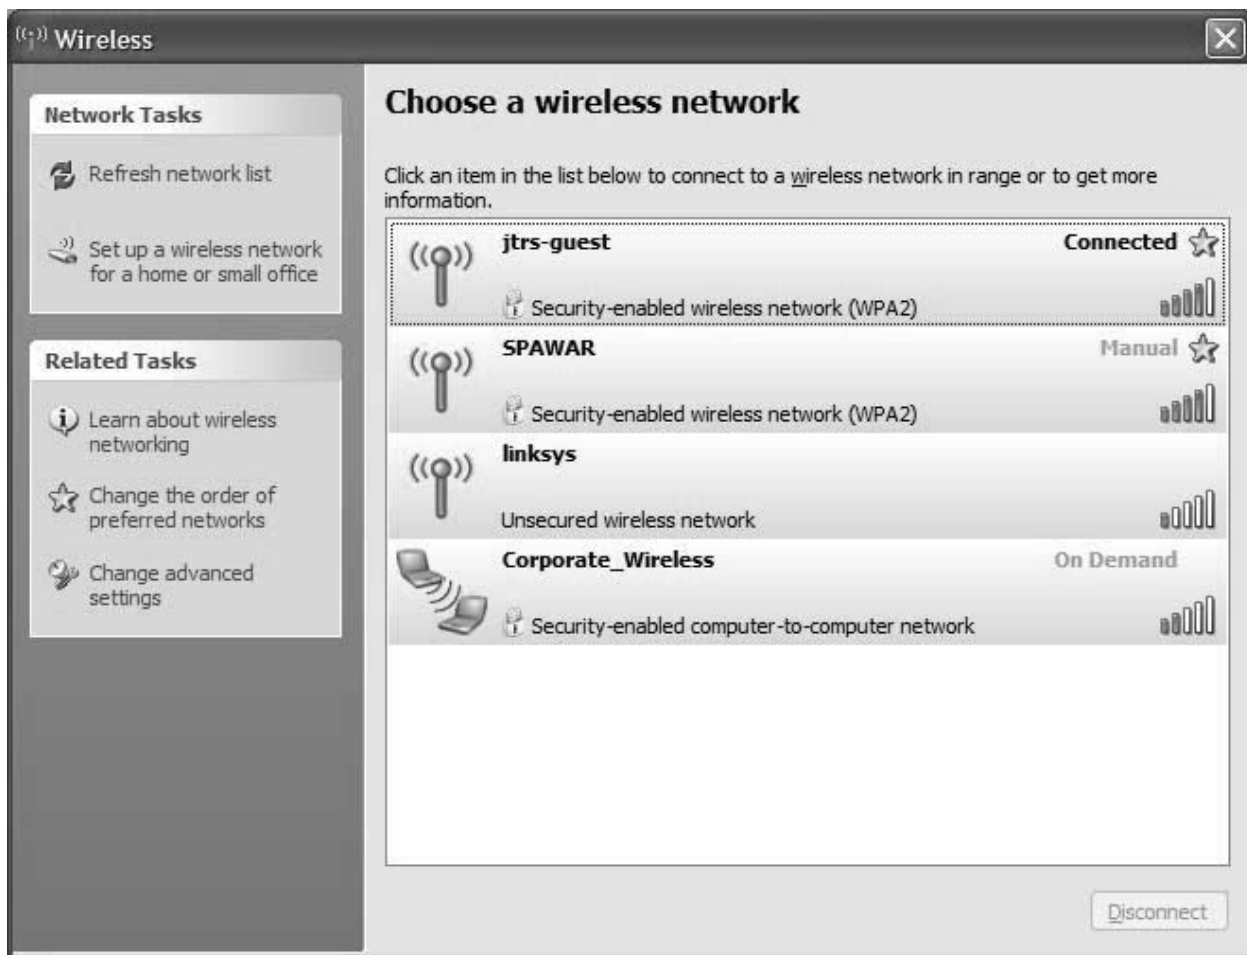 Wireless
Network Tasks
Refresh network list
Set up a wireless network
for a home or small office
Related Tasks
Learn about wireless
networking
Change the order of
preferred networks
Change advanced
settings
Choose a wireless network
Click an item in the list below to connect to a wireless network in range or to get more
information.
jtrs-guest
Connected
Security-enabled wireless network (WPA2)
SPAWAR
Manual
Security-enabled wireless network (WPA2)
linksys
Unsecured wireless network
Corporate_Wireless
On Demand
Security-enabled computer-to-computer network
Disconnect